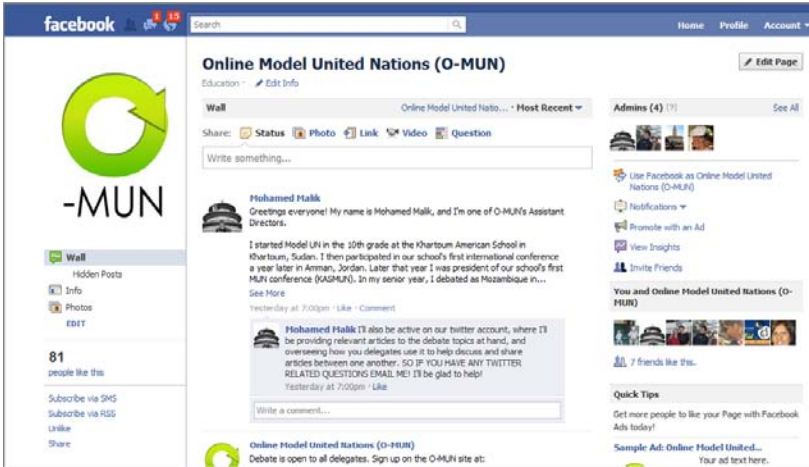 facebook
1
15
Search
Home Profile Account
Online Model United Nations (O-MUN)
Education · Edit Info
Edit Page
-MUN
Wall
Hidden Posts
Info
Photos
EDIT
81
people like this
Subscribe via SMS
Subscribe via RSS
Unlike
Share
Wall
Online Model United Natio... · Most Recent
Share: Status Photo Link Video Question
Write something...
Mohamed Malik
Greetings everyone! My name is Mohamed Malik, and I'm one of O-MUN's Assistant
Directors.
I started Model UN in the 10th grade at the Khartoum American School in
Khartoum, Sudan. I then participated in our school's first international conference
a year later in Amman, Jordan. Later that year I was president of our school's first
MUN conference (KASMUN). In my senior year, I debated as Mozambique in...
See More
Yesterday at 7:00pm · Like · Comment
Mohamed Malik I'll also be active on our twitter account, where I'll
be providing relevant articles to the debate topics at hand, and
overseeing how you delegates use it to help discuss and share
articles between one another. SO IF YOU HAVE ANY TWITTER
RELATED QUESTIONS EMAIL ME! I'll be glad to help!
Yesterday at 7:00pm · Like
Write a comment...
Online Model United Nations (O-MUN)
Debate is open to all delegates. Sign up on the O-MUN site at:
Admins (4) [?] See All
Use Facebook as Online Model United
Nations (O-MUN)
Notifications
Promote with an Ad
View Insights
Invite Friends
You and Online Model United Nations (O-
MUN)
7 friends like this.
Quick Tips
Get more people to like your Page with Facebook
Ads today!
Sample Ad: Online Model United...
Your ad text here.